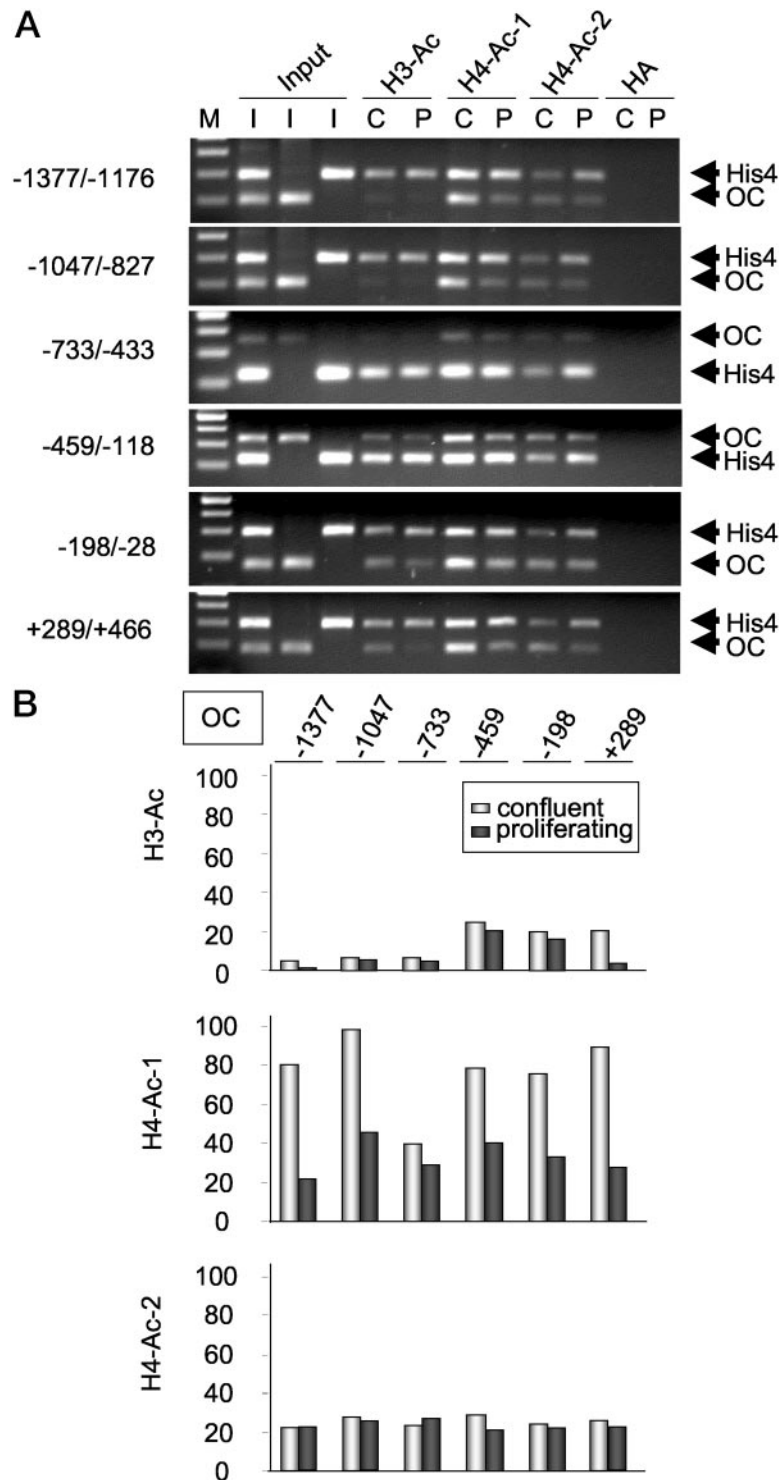 A
Input H3-Ac H4-Ac-1 H4-Ac-2 HA
M I I I C P C P C P C P
-1377/-1176 His4
OC
-1047/-827 His4
OC
-733/-433 OC
His4
-459/-118 OC
His4
-198/-28 His4
OC
+289/+466 His4
OC
B
OC -1377 -1047 -733 -459 -198 +289
confluent
proliferating
H3-Ac
100
80
60
40
20
0
H4-Ac-1
100
80
60
40
20
0
H4-Ac-2
100
80
60
40
20
0